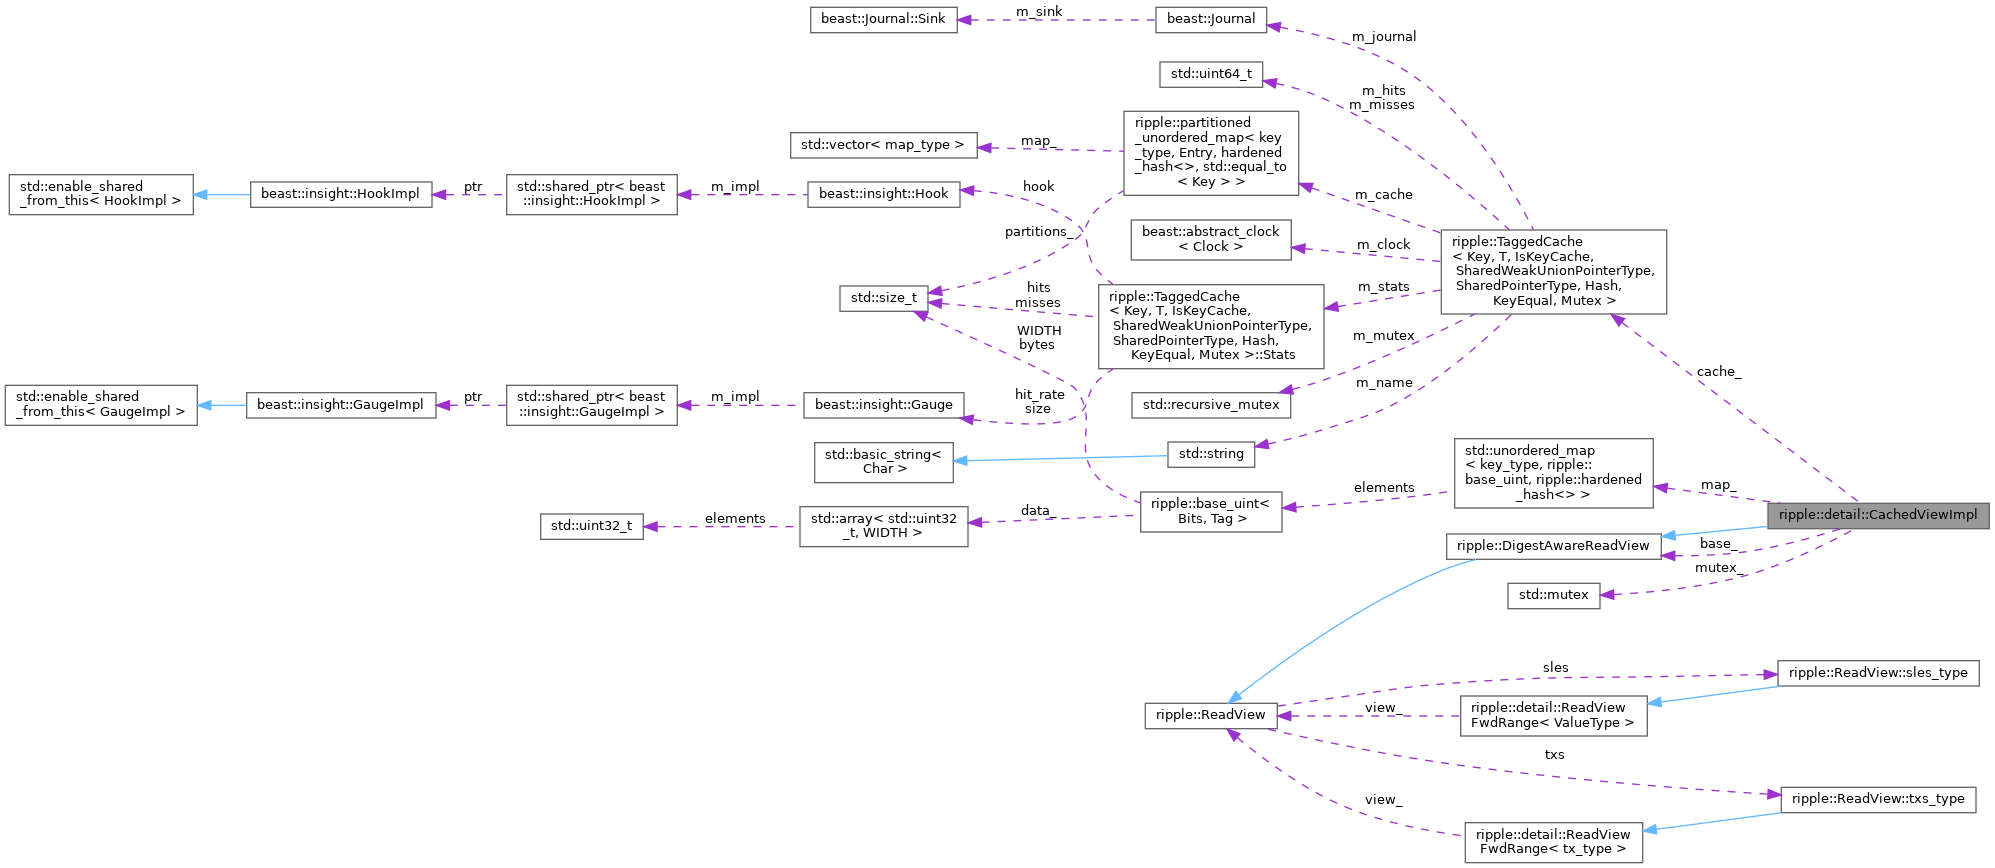 beast::Journal::Sink
m_sink
beast::Journal
m_journal
std::uint64_t
m_hits
m_misses
ripple::partitioned
_unordered_map< key
_type, Entry, hardened
_hash<>, std::equal_to
< Key > >
std::vector< map_type >
map_
m_cache
std::enable_shared
_from_this< HookImpl >
beast::insight::HookImpl
ptr
std::shared_ptr< beast
::insight::HookImpl >
m_impl
beast::insight::Hook
hook
partitions_
beast::abstract_clock
< Clock >
m_clock
ripple::TaggedCache
< Key, T, IsKeyCache,
SharedWeakUnionPointerType,
SharedPointerType, Hash,
KeyEqual, Mutex >
std::size_t
hits
misses
WIDTH
bytes
ripple::TaggedCache
< Key, T, IsKeyCache,
SharedWeakUnionPointerType,
SharedPointerType, Hash,
KeyEqual, Mutex >::Stats
m_stats
m_mutex
m_name
cache_
std::enable_shared
_from_this< GaugeImpl >
beast::insight::GaugeImpl
ptr
std::shared_ptr< beast
::insight::GaugeImpl >
m_impl
beast::insight::Gauge
hit_rate
size
std::recursive_mutex
std::basic_string<
Char >
std::string
std::unordered_map
< key_type, ripple::
base_uint, ripple::hardened
_hash<> >
elements
map_
ripple::base_uint<
Bits, Tag >
data_
std::array< std::uint32
_t, WIDTH >
elements
std::uint32_t
ripple::detail::CachedViewImpl
ripple::DigestAwareReadView
base_
mutex_
std::mutex
sles
ripple::ReadView::sles_type
ripple::ReadView
view_
ripple::detail::ReadView
FwdRange< ValueType >
txs
ripple::ReadView::txs_type
view_
ripple::detail::ReadView
FwdRange< tx_type >